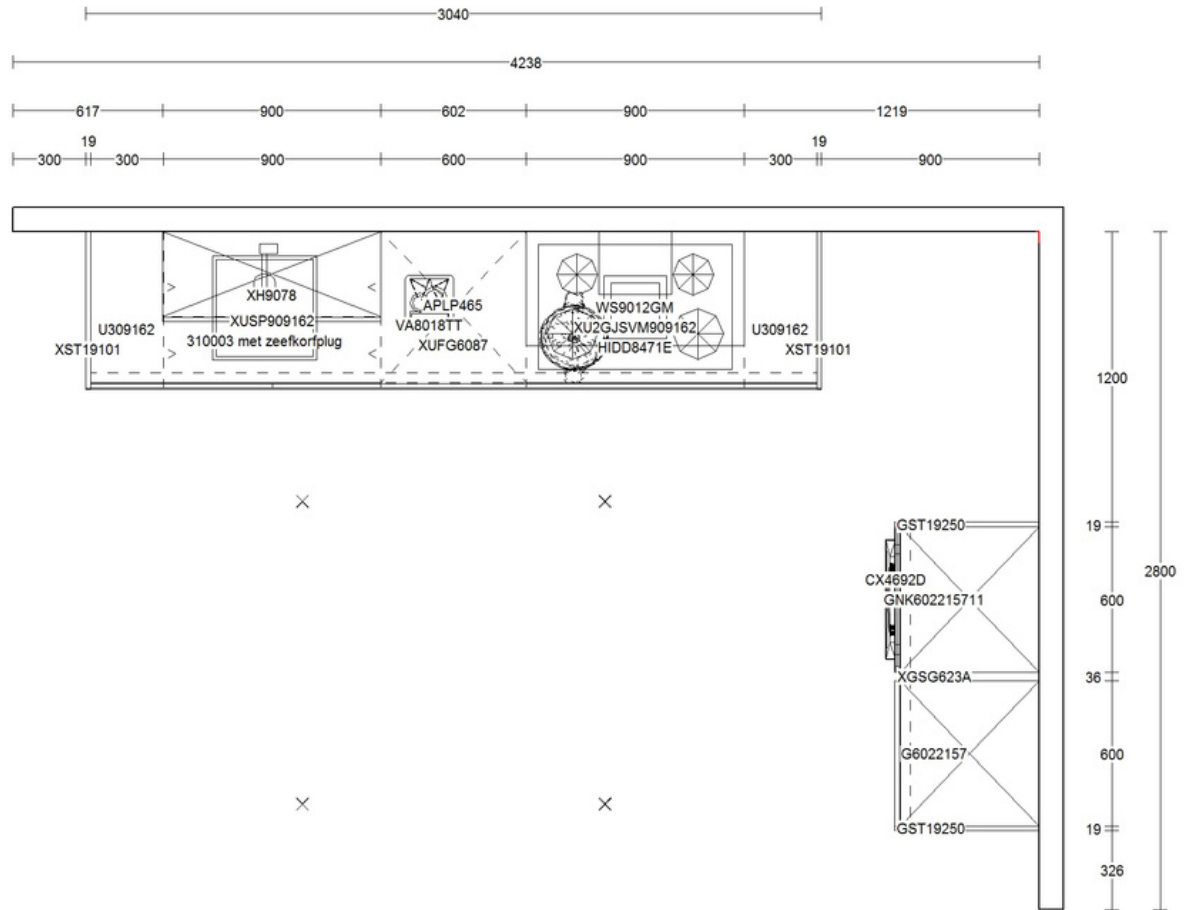 3040
4238
617 900 602 900 1219
19 19
300 300 900 600 900 300 900
XH9078
APLP465
WS9012GM
VA8018TT
XUSP909162
XU2GJSVM909162
U309162
U309162
310003 met zeefkorfplug
XUFG6087
HIDD8471E
XST19101
XST19101
1200
GST19250
19
2800
CX4692D
GNK602215711
600
XGSG623A
36
G6022157
600
GST19250
19
326